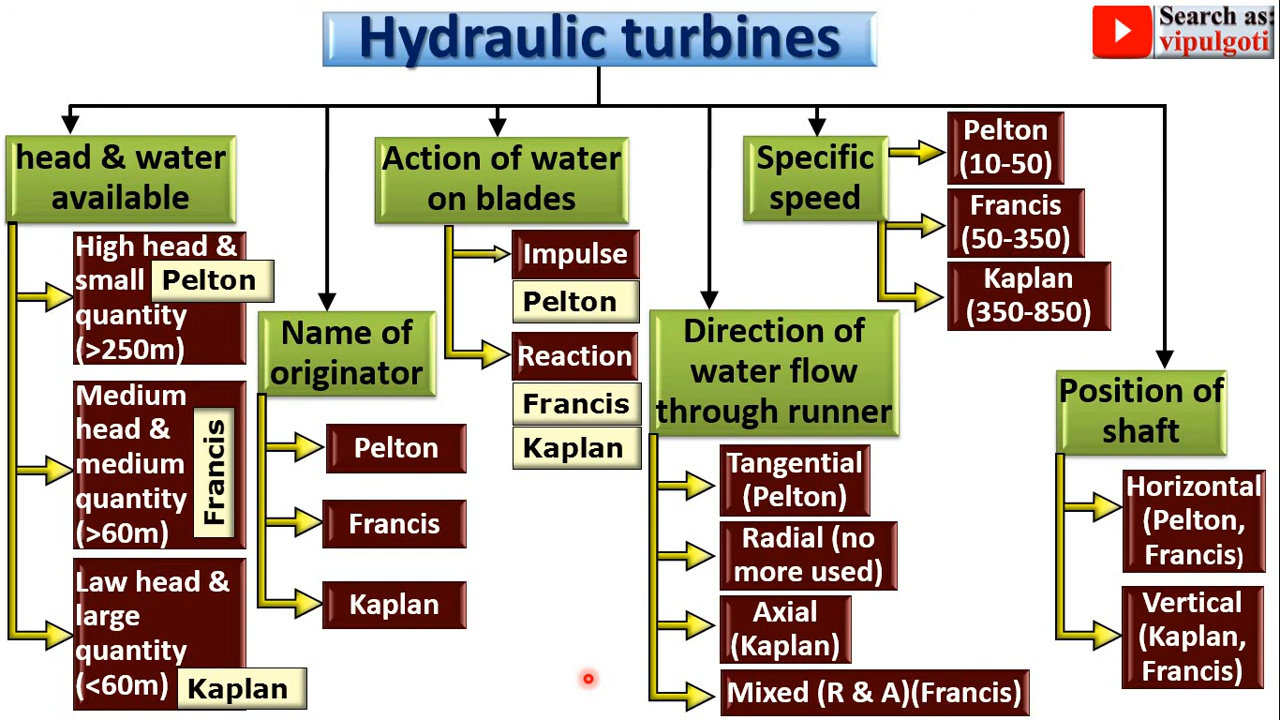 Hydraulic turbines
Search as:
vipulgoti
head & water
available
High head &
small
quantity
(>250m)
Pelton
Medium
head &
medium
quantity
(>60m)
Francis
Law head &
large
quantity
(<60m)
Kaplan
Name of
originator
Pelton
Francis
Kaplan
Action of water
on blades
Impulse
Pelton
Reaction
Francis
Kaplan
Direction of
water flow
through runner
Tangential
(Pelton)
Radial (no
more used)
Axial
(Kaplan)
Mixed (R & A)(Francis)
Specific
speed
Pelton
(10-50)
Francis
(50-350)
Kaplan
(350-850)
Position of
shaft
Horizontal
(Pelton,
Francis)
Vertical
(Kaplan,
Francis)